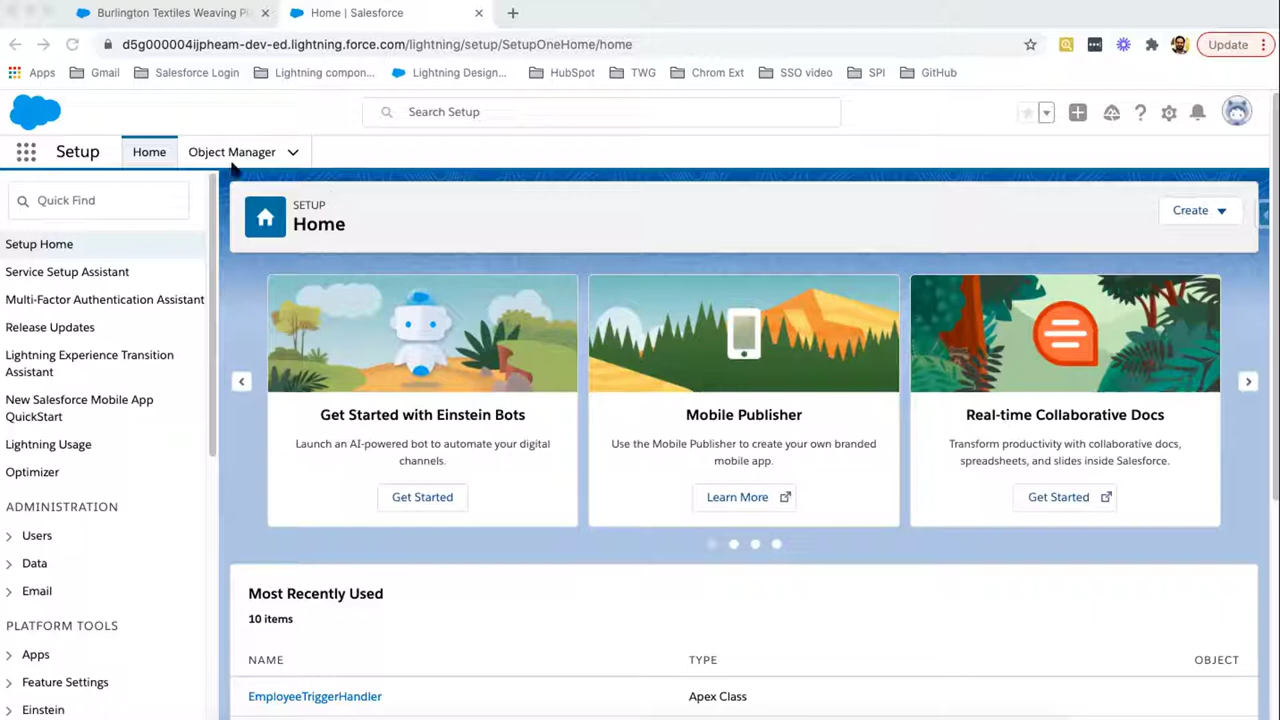 Burlington Textiles Weaving Pl
Home | Salesforce
d5g000004ijpheam-dev-ed.lightning.force.com/lightning/setup/SetupOneHome/home
Update
Apps
Gmail
Salesforce Login
Lightning compon...
Lightning Design...
HubSpot
TWG
Chrom Ext
SSO video
SPI
GitHub
Search Setup
Setup
Home
Object Manager
Quick Find
SETUP
Home
Create
Setup Home
Service Setup Assistant
Multi-Factor Authentication Assistant
Release Updates
Lightning Experience Transition
Assistant
New Salesforce Mobile App
QuickStart
Lightning Usage
Optimizer
ADMINISTRATION
Users
Data
Email
PLATFORM TOOLS
Apps
Feature Settings
Einstein
Get Started with Einstein Bots
Launch an AI-powered bot to automate your digital
channels.
Get Started
Mobile Publisher
Use the Mobile Publisher to create your own branded
mobile app.
Learn More
Real-time Collaborative Docs
Transform productivity with collaborative docs,
spreadsheets, and slides inside Salesforce.
Get Started
Most Recently Used
10 items
NAME
TYPE
OBJECT
EmployeeTriggerHandler
Apex Class